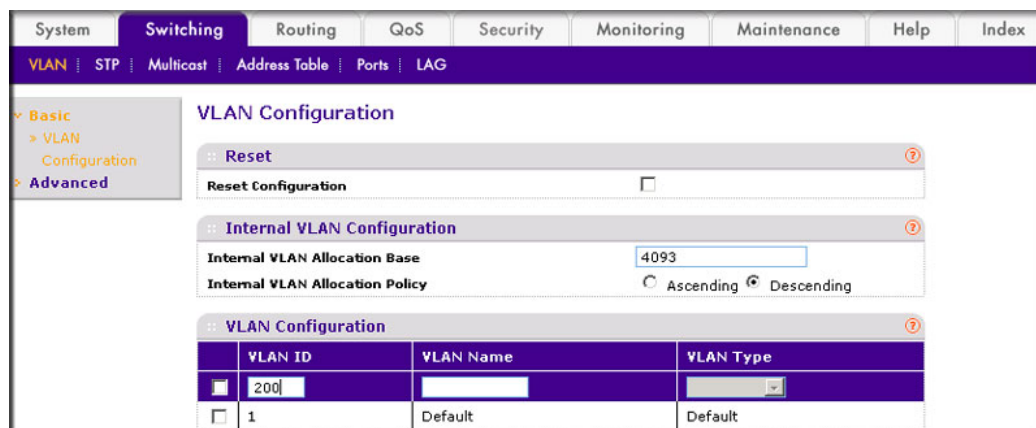 System Switching Routing QoS Security Monitoring Maintenance Help Index
VLAN STP Multicast Address Table Ports LAG
Basic
VLAN
Configuration
Advanced
VLAN Configuration
Reset
Reset Configuration
Internal VLAN Configuration
Internal VLAN Allocation Base 4093
Internal VLAN Allocation Policy Ascending Descending
VLAN Configuration
VLAN ID VLAN Name VLAN Type
200
1 Default Default